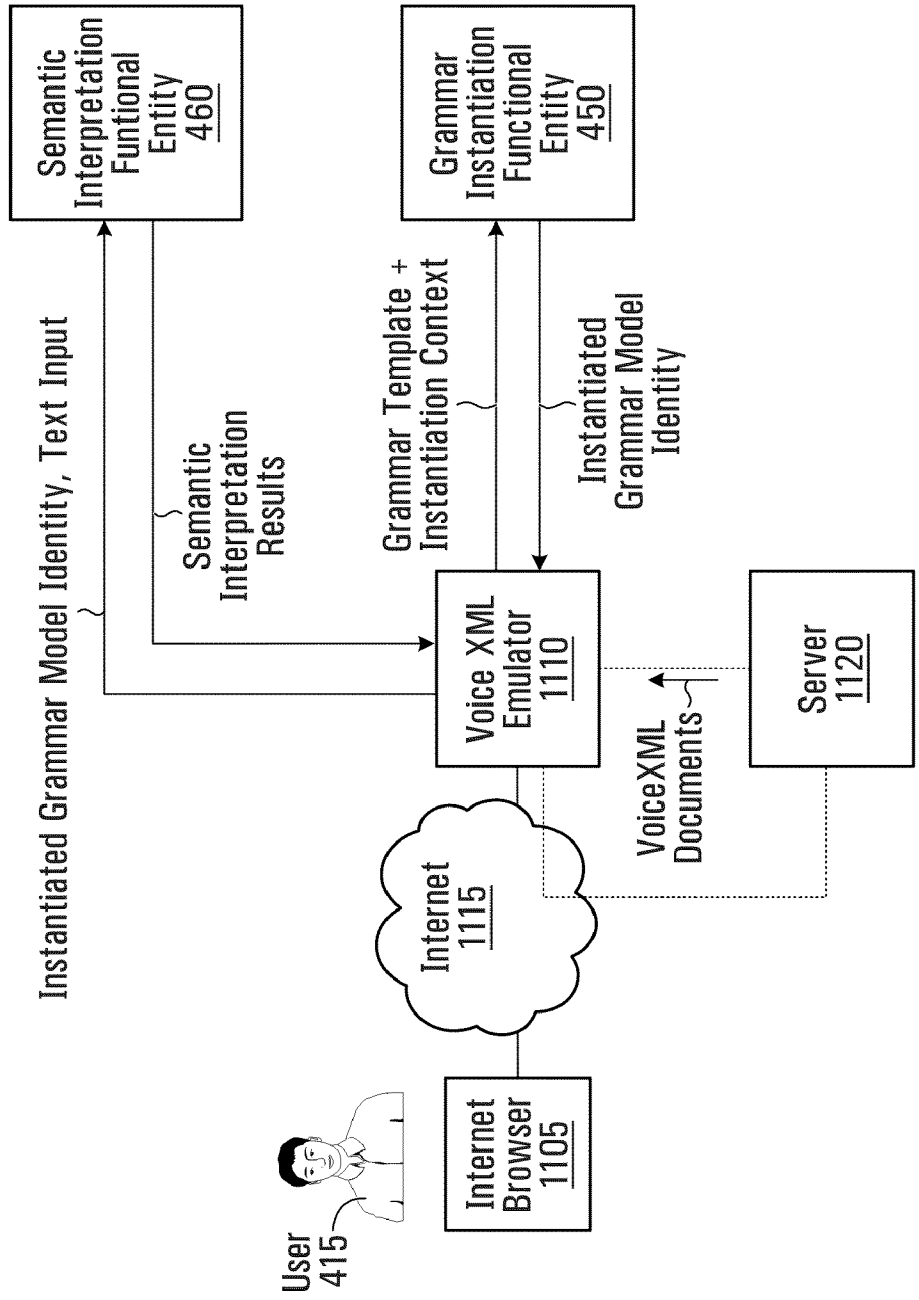 Instantiated Grammar Model Identity, Text Input
Semantic
Interpretation
Funtional
Entity
460
Semantic
Interpretation
Results
Grammar Template +
Instantiation Context
Grammar
Instantiation
Functional
Entity
450
Instantiated
Grammar Model
Identity
User
415
Internet
Browser
1105
Internet
1115
Voice XML
Emulator
1110
VoiceXML
Documents
Server
1120